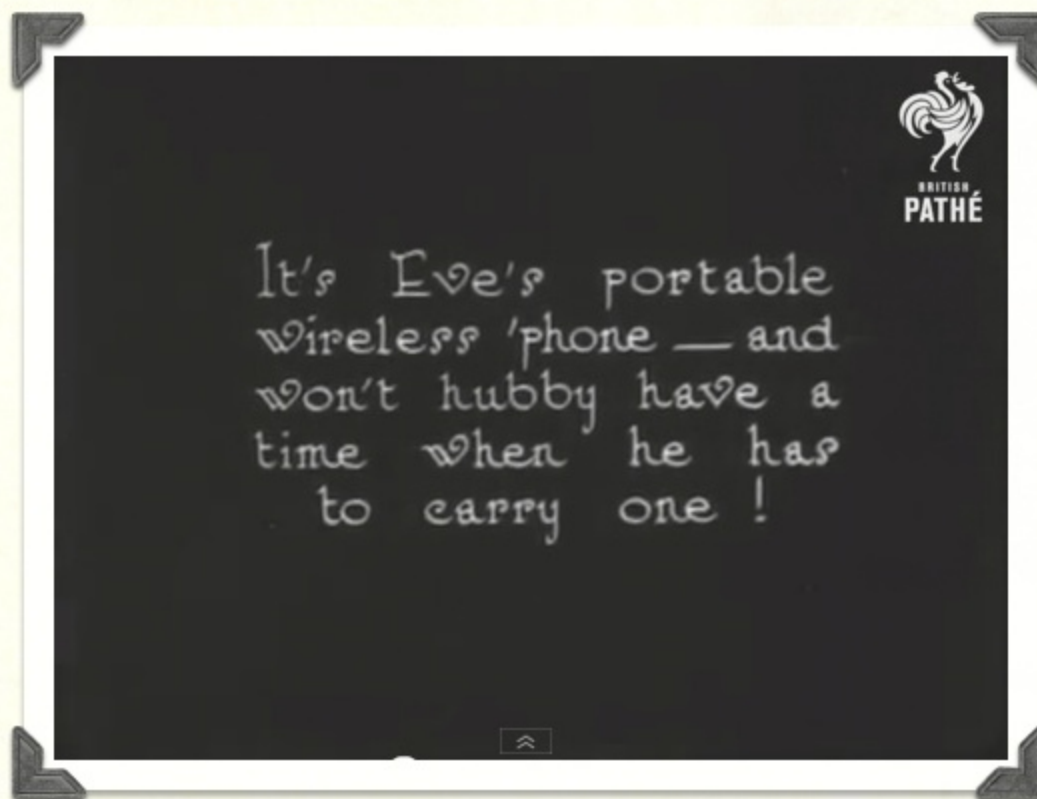 BRITISH
PATHÉ
It's Eve's portable
wireless 'phone — and
won't hubby have a
time when he has
to carry one !